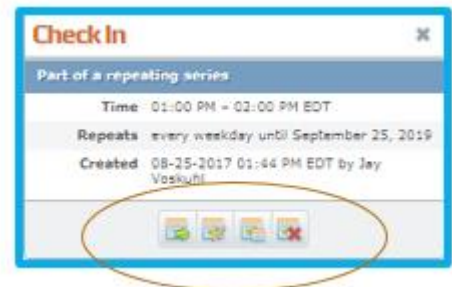 Check In
Part of a repeating series
Time 01:00 PM – 02:00 PM EDT
Repeats every weekday until September 25, 2019
Created 08-25-2017 01:44 PM EDT by Jay
Voskuhl